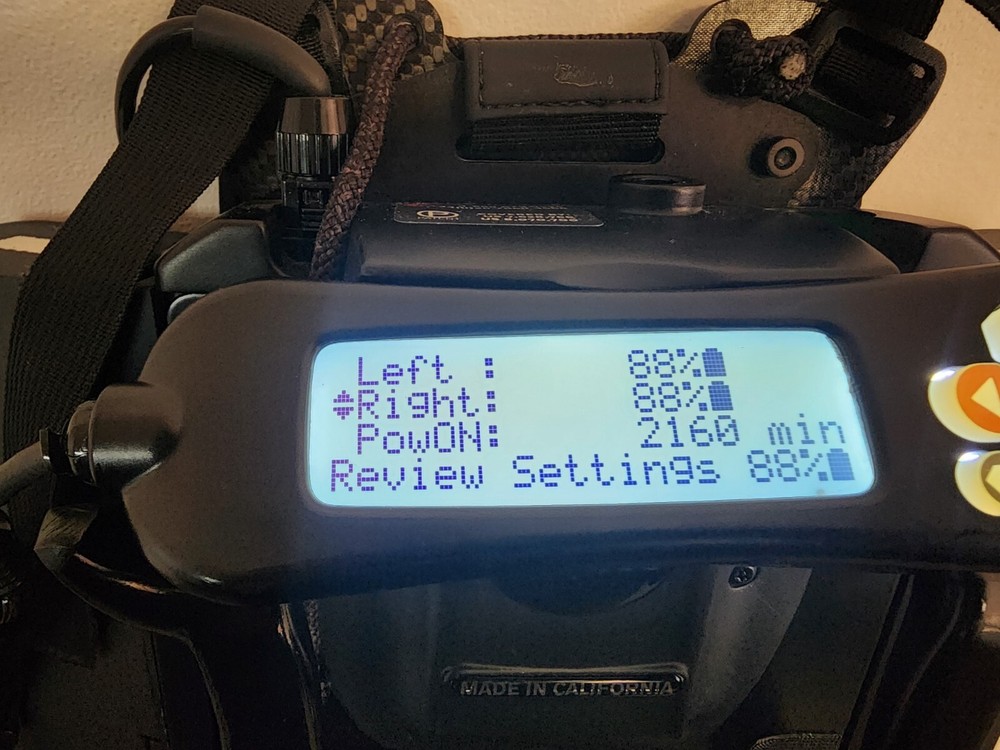 Left : 88%
Right: 88%
PowON: 2160 min
Review Settings 88%
MADE IN CALIFORNIA